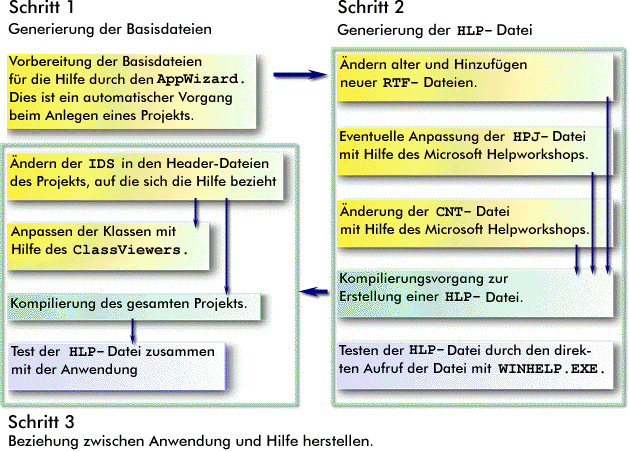 Schritt 1
Generierung der Basisdateien
Vorbereitung der Basisdateien
für die Hilfe durch den AppWizard.
Dies ist ein automatischer Vorgang
beim Anlegen eines Projekts.
Schritt 2
Generierung der HLP-Datei
Ändern alter und Hinzufügen
neuer RTF-Dateien.
Eventuelle Anpassung der HPJ-Datei
mit Hilfe des Microsoft Helpworkshops.
Änderung der CNT-Datei
mit Hilfe des Microsoft Helpworkshops.
Kompilierungsvorgang zur
Erstellung einer HLP-Datei.
Testen der HLP-Datei durch den direk-
ten Aufruf der Datei mit WINHELP.EXE.
Ändern der IDS in den Header-Dateien
des Projekts, auf die sich die Hilfe bezieht
Anpassen der Klassen mit
Hilfe des ClassViewers.
Kompilierung des gesamten Projekts.
Test der HLP-Datei zusammen
mit der Anwendung
Schritt 3
Beziehung zwischen Anwendung und Hilfe herstellen.